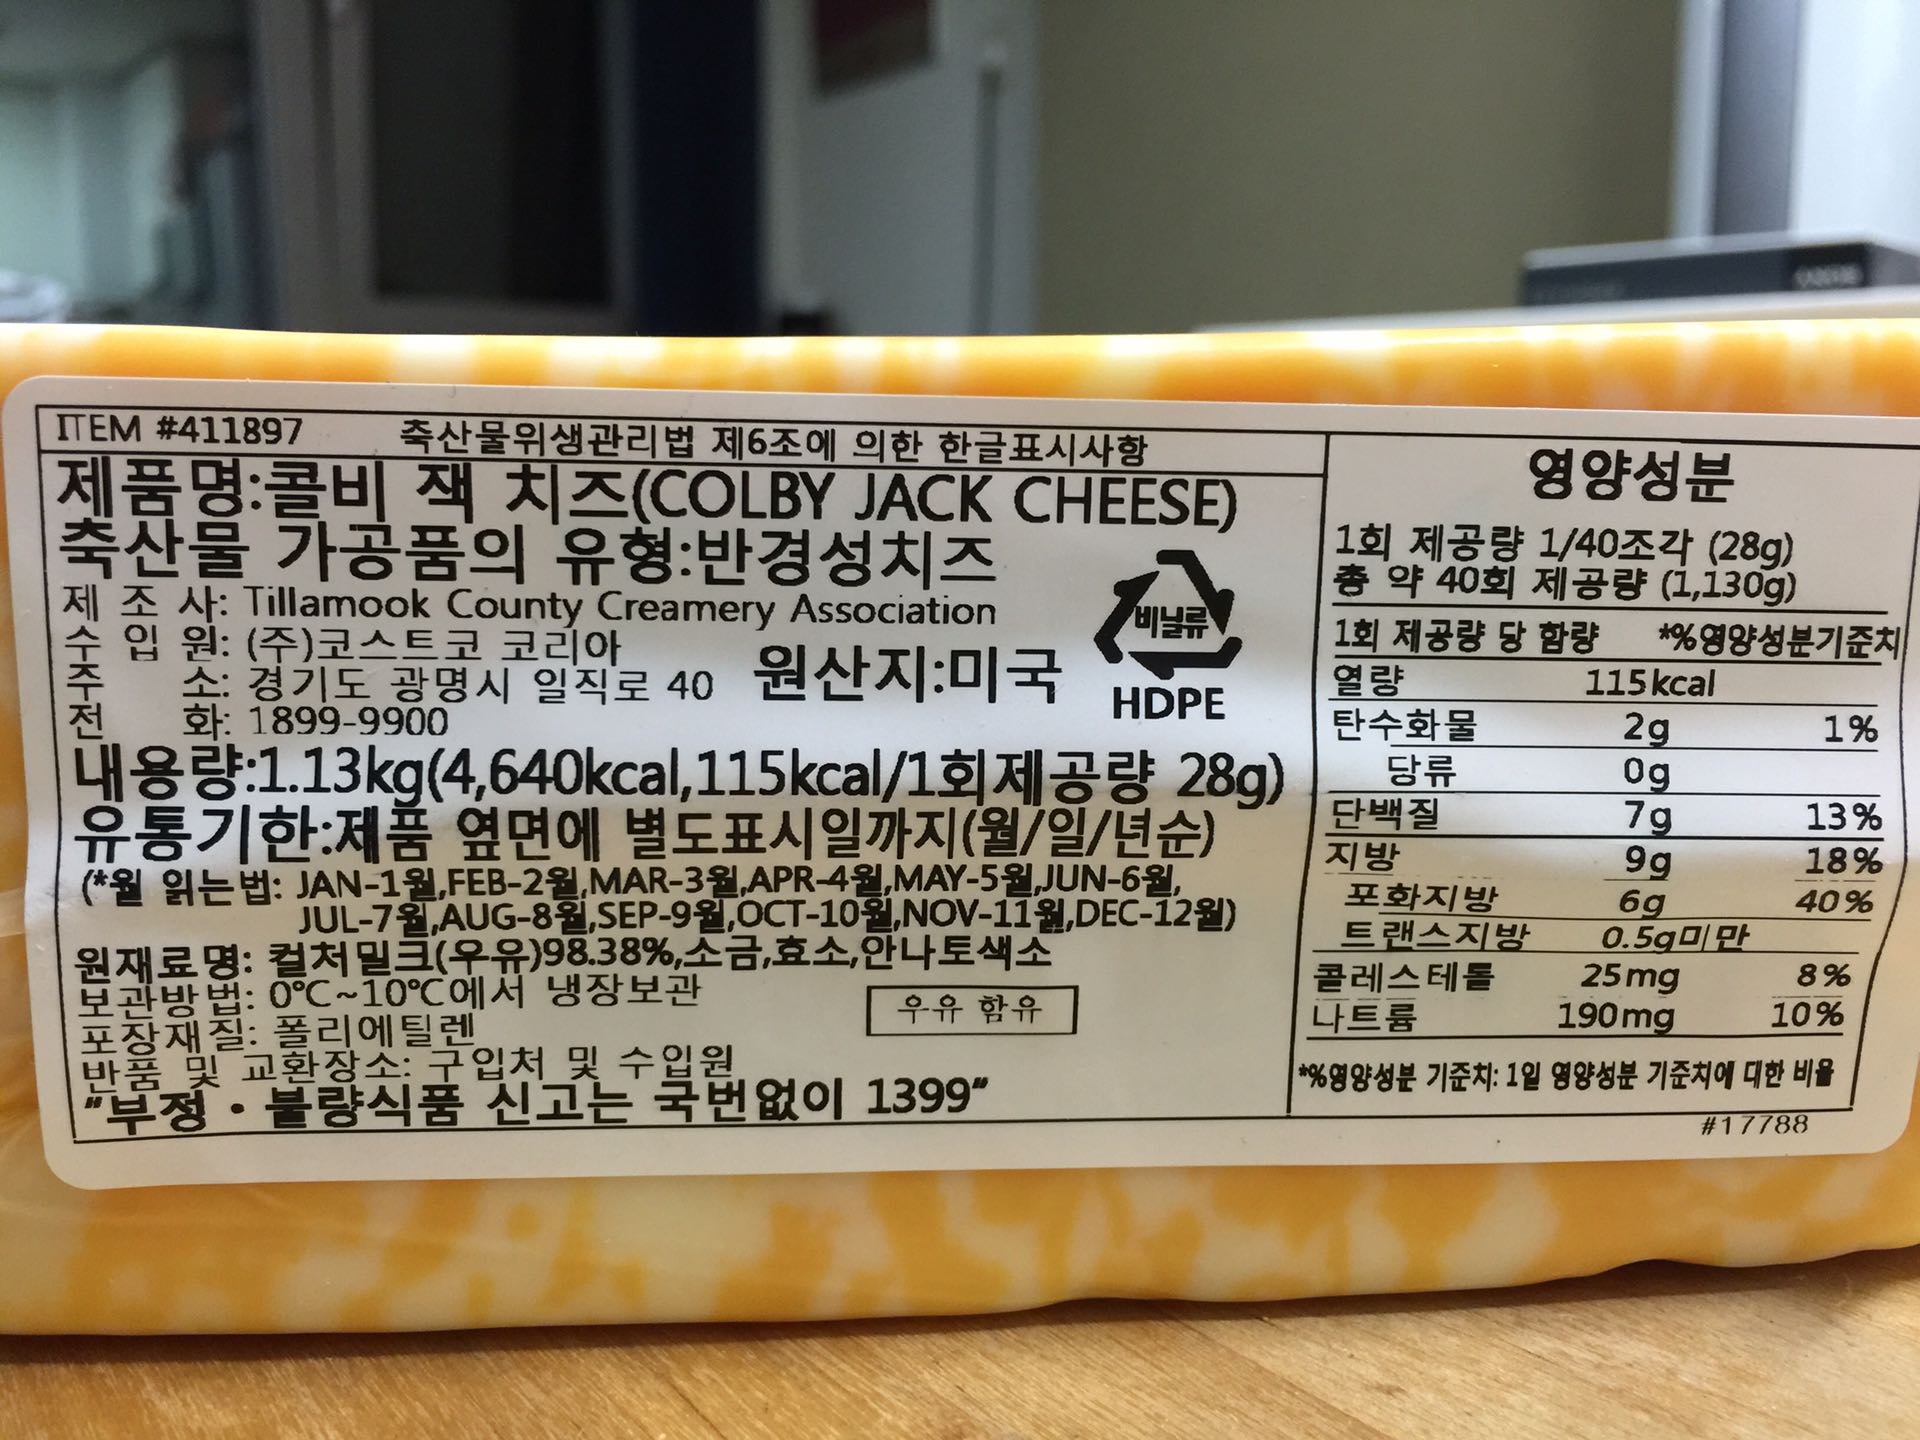 ITEM #411897 축산물위생관리법 제6조에 의한 한글표시사항
제품명:콜비 잭 치즈(COLBY JACK CHEESE)
축산물 가공품의 유형:반경성치즈
제 조 사: Tillamook County Creamery Association
수 입 원: (주)코스트코 코리아
주 소: 경기도 광명시 일직로 40
전 화: 1899-9900
원산지:미국
비닐류
HDPE
내용량:1.13kg(4,640kcal,115kcal/1회제공량 28g)
유통기한:제품 옆면에 별도표시일까지(월/일/년순)
(*월 읽는법: JAN-1월,FEB-2월,MAR-3월,APR-4월,MAY-5월,JUN-6월,
JUL-7월,AUG-8월,SEP-9월,OCT-10월,NOV-11월,DEC-12월)
원재료명: 컬처밀크(우유)98.38%,소금,효소,안나토색소
보관방법: 0℃~10℃에서 냉장보관
포장재질: 폴리에틸렌
우유 함유
반품 및 교환장소: 구입처 및 수입원
"부정·불량식품 신고는 국번없이 1399"
영양성분
1회 제공량 1/40조각 (28g)
총 약 40회 제공량 (1,130g)
1회 제공량 당 함량 *%영양성분기준치
열량 115kcal
탄수화물 2g 1%
당류 0g
단백질 7g 13%
지방 9g 18%
포화지방 6g 40%
트랜스지방 0.5g미만
콜레스테롤 25mg 8%
나트륨 190mg 10%
*%영양성분 기준치: 1일 영양성분 기준치에 대한 비율
#17788